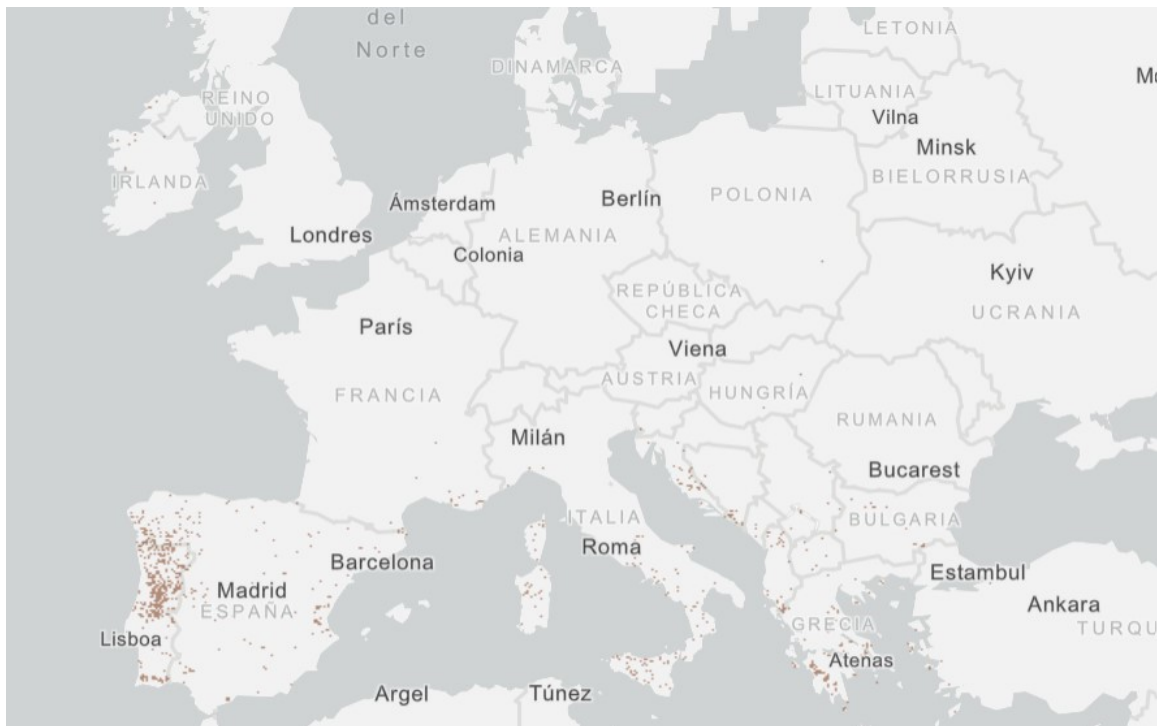 del
Norte
LETONIA
DINAMARCA
Mo
LITUANIA
REINO
UNIDO
Vilna
Minsk
BIELORRUSIA
IRLANDA
POLONIA
Berlín
Ámsterdam
Londres
ALEMANIA
Colonia
Kyiv
REPÚBLICA
CHECA
UCRANIA
París
Viena
AUSTRIA
HUNGRÍA
FRANCIA
RUMANIA
Milán
Bucarest
ITALIA
BULGARIA
Roma
Barcelona
Estambul
Madrid
ESPAÑA
Ankara
GRECIA
TURQU
Lisboa
Atenas
Argel
Túnez